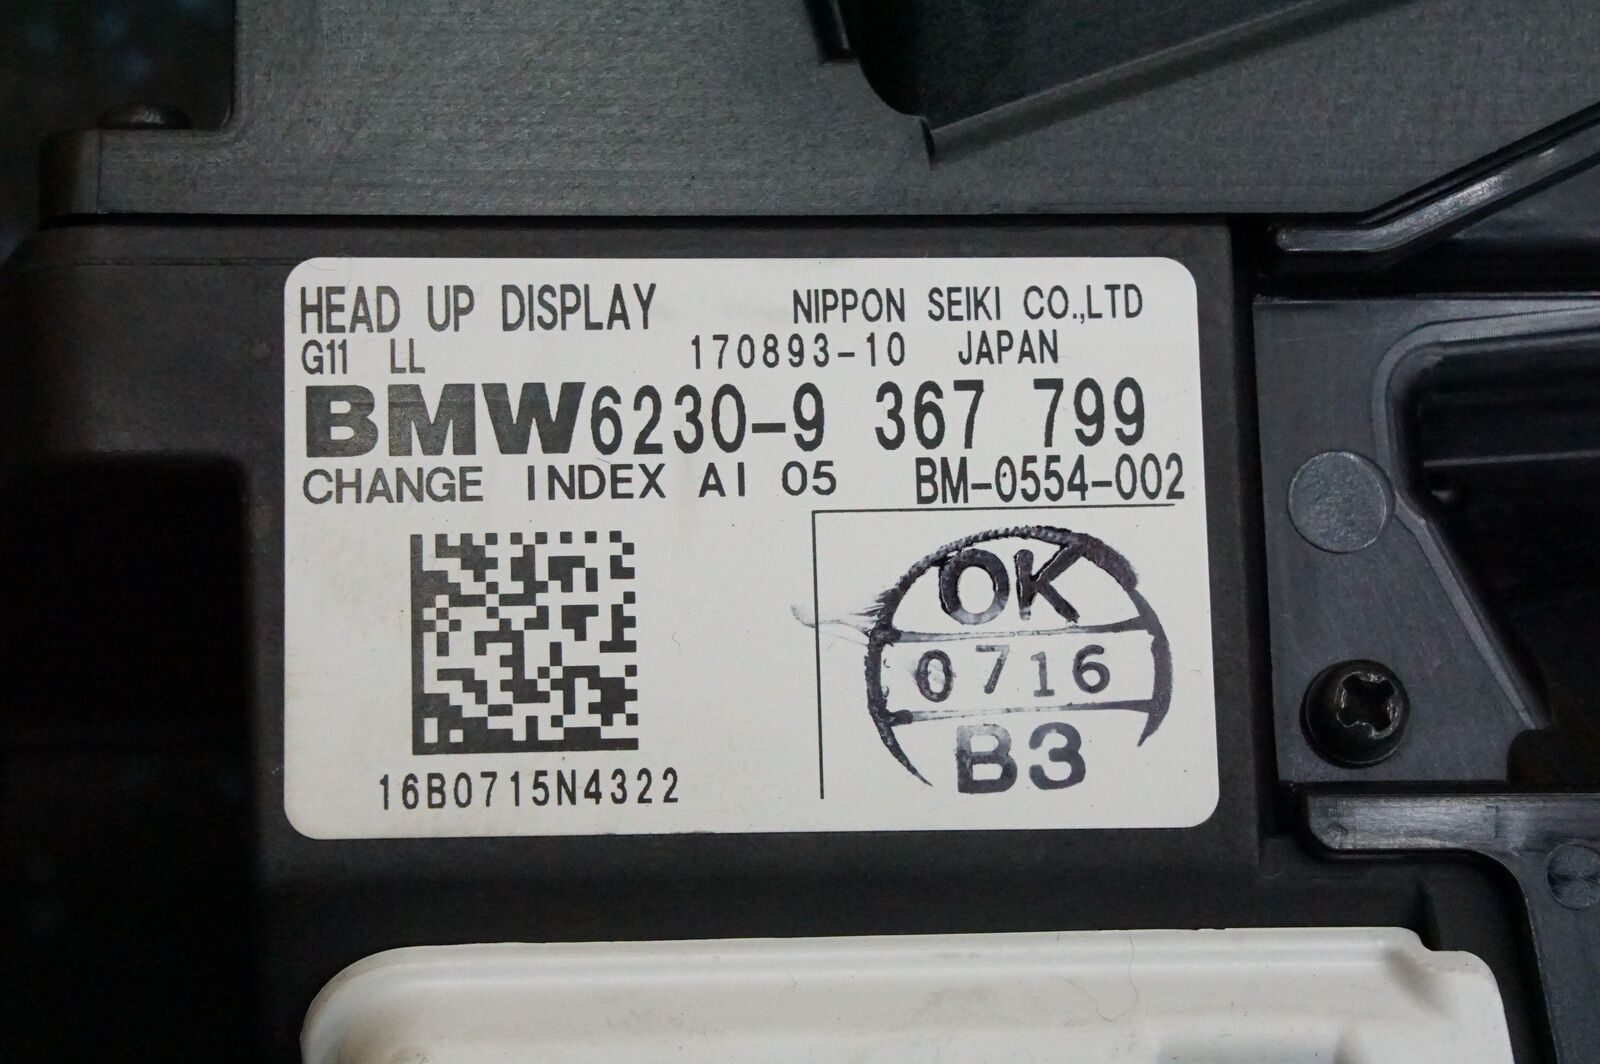 HEAD UP DISPLAY NIPPON SEIKI CO.,LTD
G11 LL 170893-10 JAPAN
BMW6230-9 367 799
CHANGE INDEX AI 05 BM-0554-002
OK
0716
B3
16B0715N4322